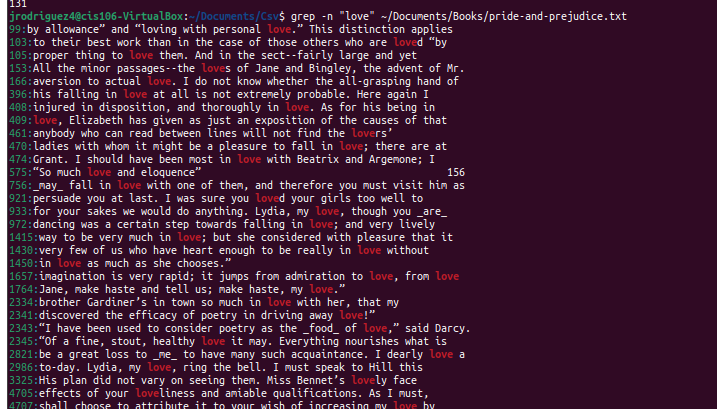 131
jrodriguez4@cis106-VirtualBox:~/Documents/Csv$ grep -n "love" ~/Documents/Books/pride-and-prejudice.txt
99:by allowance” and “loving with personal love.” This distinction applies
103:to their best work than in the case of those others who are loved “by
105:proper thing to love them. And in the sect--fairly large and yet
153:All the minor passages--the loves of Jane and Bingley, the advent of Mr.
166:aversion to actual love. I do not know whether the all-grasping hand of
396:his falling in love at all is not extremely probable. Here again I
408:injured in disposition, and thoroughly in love. As for his being in
409:love, Elizabeth has given as just an exposition of the causes of that
461:anybody who can read between lines will not find the lovers’
470:ladies with whom it might be a pleasure to fall in love; there are at
474:Grant. I should have been most in love with Beatrix and Argemone; I
575:“So much love and eloquence” 156
756:_may_ fall in love with one of them, and therefore you must visit him as
921:persuade you at last. I was sure you loved your girls too well to
933:for your sakes we would do anything. Lydia, my love, though you _are_
972:dancing was a certain step towards falling in love; and very lively
1415:way to be very much in love; but she considered with pleasure that it
1430:very few of us who have heart enough to be really in love without
1450:in love as much as she chooses.”
1657:imagination is very rapid; it jumps from admiration to love, from love
1764:Jane, make haste and tell us; make haste, my love.”
2334:brother Gardiner’s in town so much in love with her, that my
2341:discovered the efficacy of poetry in driving away love!”
2343:“I have been used to consider poetry as the _food_ of love,” said Darcy.
2345:“Of a fine, stout, healthy love it may. Everything nourishes what is
2821:be a great loss to _me_ to have many such acquaintance. I dearly love a
2986:to-day. Lydia, my love, ring the bell. I must speak to Hill this
3325:His plan did not vary on seeing them. Miss Bennet’s lovely face
4705:effects of your loveliness and amiable qualifications. As I must,
4707:shall choose to attribute it to your wish of increasing my love by